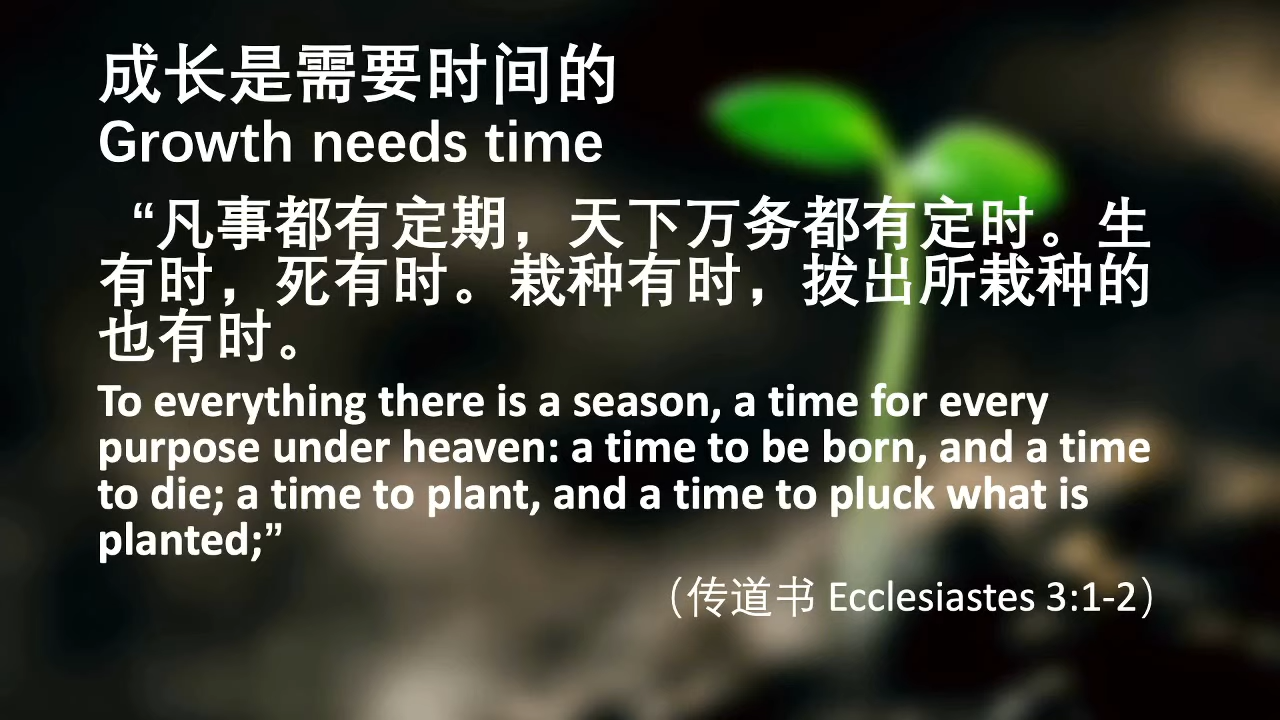 成长是需要时间的
Growth needs time
“凡事都有定期，天下万务都有定时。生
有时，死有时。栽种有时，拔出所栽种的
也有时。
To everything there is a season, a time for every
purpose under heaven: a time to be born, and a time
to die; a time to plant, and a time to pluck what is
planted;”
（传道书 Ecclesiastes 3:1-2）